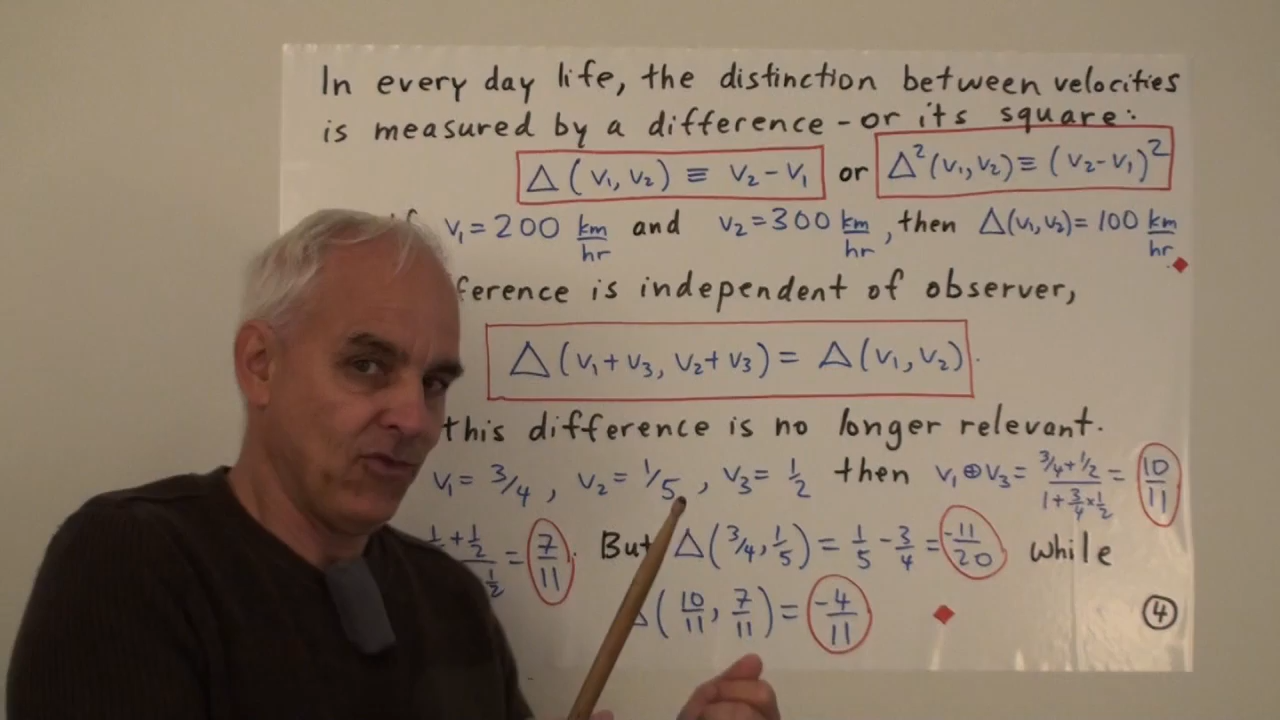 In every day life, the distinction between velocities
is measured by a difference - or its square:
Δ(v₁,v₂) ≡ v₂-v₁ or Δ²(v₁,v₂) ≡ (v₂-v₁)²
v₁=200 km/hr and v₂=300 km/hr, then Δ(v₁,v₂)=100 km/hr
is independent of observer,
Δ(v₁+v₃, v₂+v₃) = Δ(v₁,v₂).
this difference is no longer relevant.
v₁= 3/4, v₂= 1/5, v₃= 1/2 then v₁⊕v₃= (3/4+1/2)/(1+3/4×1/2) = 10/11
= 7/11. But Δ(3/4,1/5) = 1/5 - 3/4 = -11/20 while
(10/11, 7/11) = -4/11
4